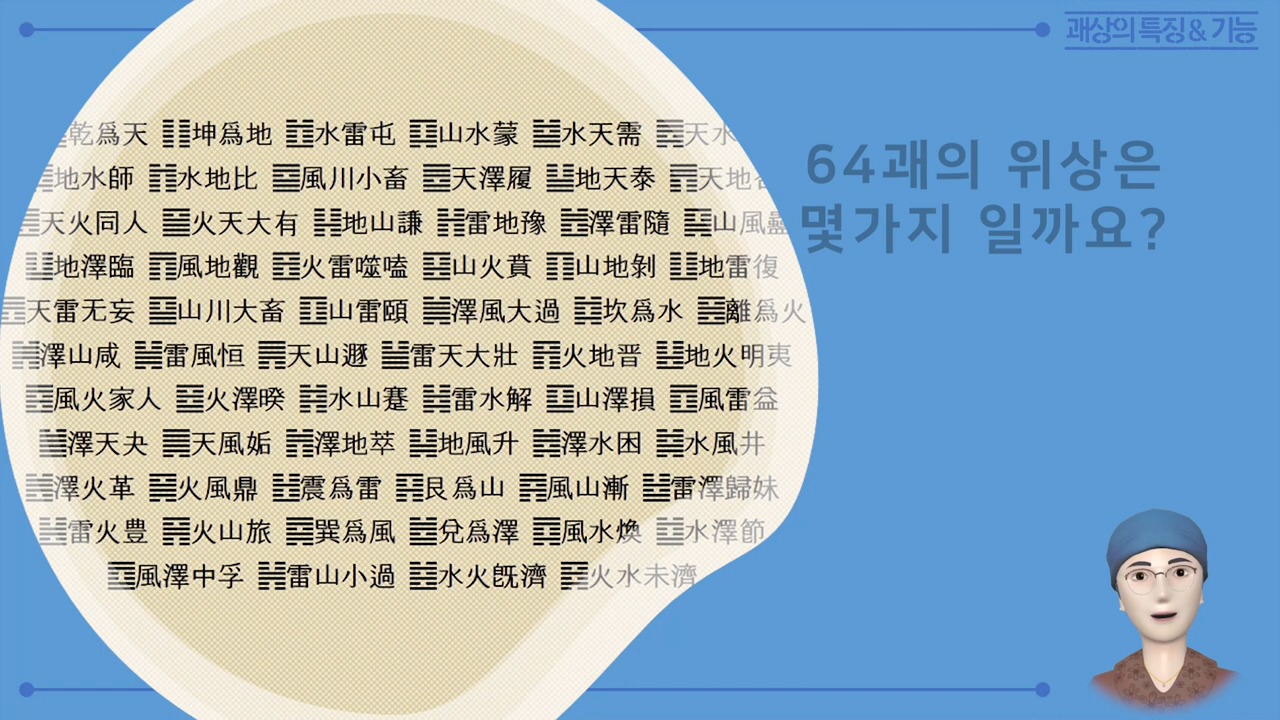 괘상의 특징 & 기능
64괘의 위상은
몇가지 일까요?
䷀乾爲天 ䷁坤爲地 ䷂水雷屯 ䷃山水蒙 ䷄水天需 ䷅天水
䷆地水師 ䷇水地比 ䷈風川小畜 ䷉天澤履 ䷊地天泰 ䷋天地否
䷌天火同人 ䷍火天大有 ䷎地山謙 ䷏雷地豫 ䷐澤雷隨 ䷑山風蠱
䷒地澤臨 ䷓風地觀 ䷔火雷噬嗑 ䷕山火賁 ䷖山地剝 ䷗地雷復
䷘天雷无妄 ䷙山川大畜 ䷚山雷頤 ䷛澤風大過 ䷜坎爲水 ䷝離爲火
䷞澤山咸 ䷟雷風恒 ䷠天山遯 ䷡雷天大壯 ䷢火地晋 ䷣地火明夷
䷤風火家人 ䷥火澤暌 ䷦水山蹇 ䷧雷水解 ䷨山澤損 ䷩風雷益
䷪澤天夬 ䷫天風姤 ䷬澤地萃 ䷭地風升 ䷮澤水困 ䷯水風井
䷰澤火革 ䷱火風鼎 ䷲震爲雷 ䷳艮爲山 ䷴風山漸 ䷵雷澤歸妹
䷶雷火豊 ䷷火山旅 ䷸巽爲風 ䷹兌爲澤 ䷺風水煥 ䷻水澤節
䷼風澤中孚 ䷽雷山小過 ䷾水火旣濟 ䷿火水未濟